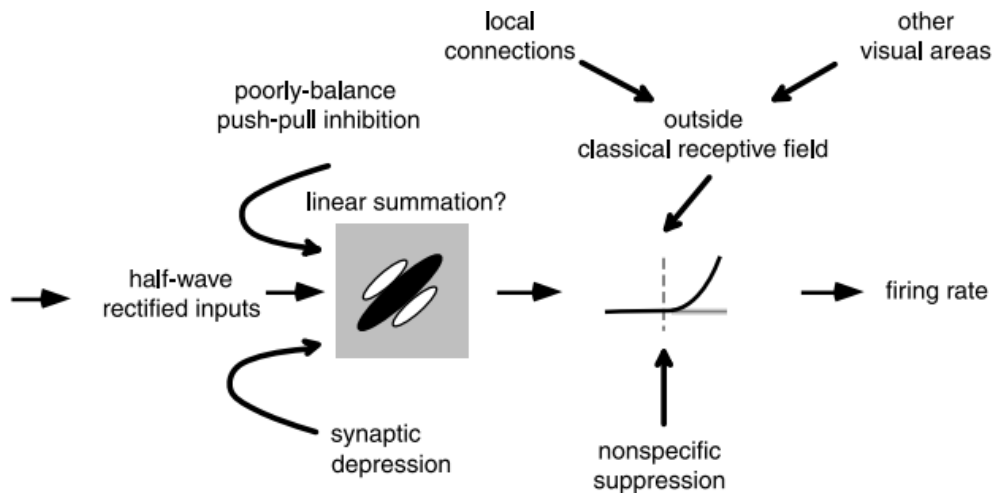 local
connections
other
visual areas
poorly-balance
push-pull inhibition
outside
classical receptive field
linear summation?
half-wave
rectified inputs
firing rate
synaptic
depression
nonspecific
suppression